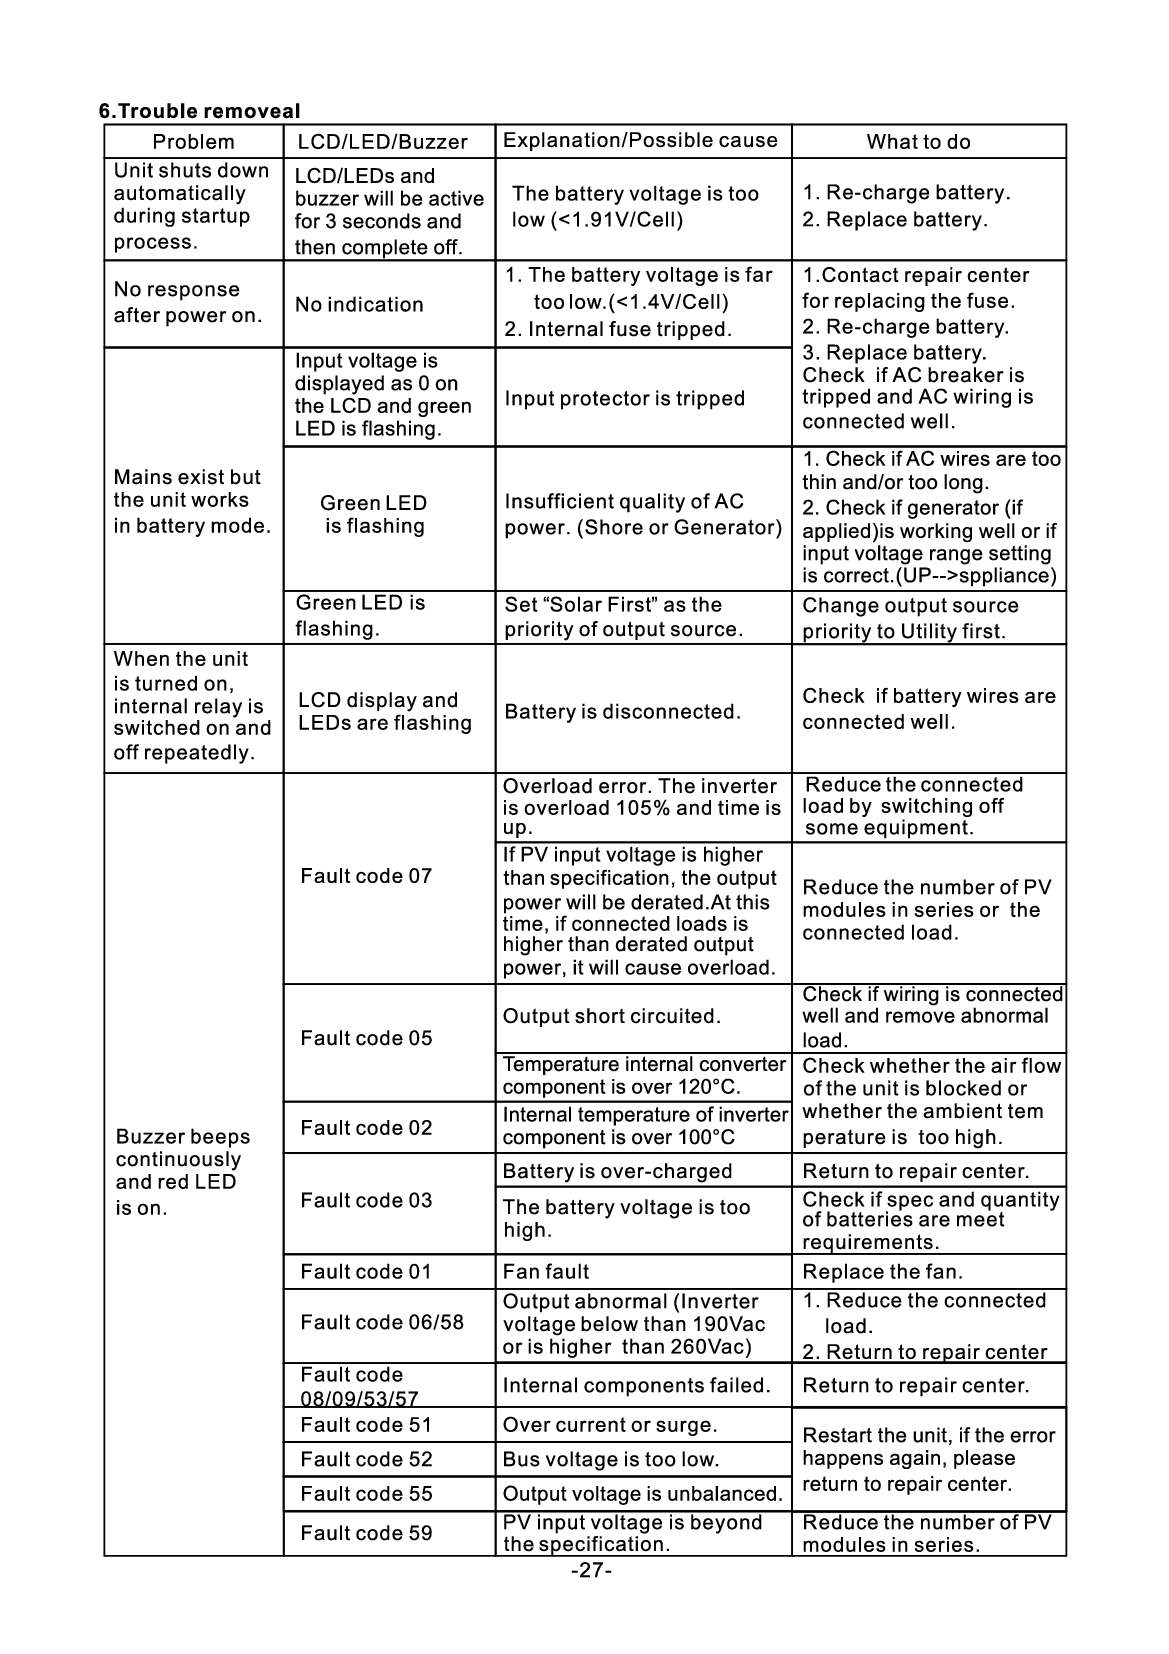 6.Trouble removeal
Problem
LCD/LED/Buzzer
Explanation/Possible cause
What to do
Unit shuts down
automatically
during startup
process.
LCD/LEDs and
buzzer will be active
for 3 seconds and
then complete off.
The battery voltage is too
low (<1.91V/Cell)
1. Re-charge battery.
2. Replace battery.
No response
after power on.
No indication
1. The battery voltage is far
too low.(<1.4V/Cell)
2. Internal fuse tripped.
1.Contact repair center
for replacing the fuse.
2. Re-charge battery.
3. Replace battery.
Mains exist but
the unit works
in battery mode.
Input voltage is
displayed as 0 on
the LCD and green
LED is flashing.
Input protector is tripped
Check if AC breaker is
tripped and AC wiring is
connected well.
Green LED
is flashing
Insufficient quality of AC
power. (Shore or Generator)
1. Check if AC wires are too
thin and/or too long.
2. Check if generator (if
applied)is working well or if
input voltage range setting
is correct.(UP-->sppliance)
Green LED is
flashing.
Set “Solar First” as the
priority of output source.
Change output source
priority to Utility first.
When the unit
is turned on,
internal relay is
switched on and
off repeatedly.
LCD display and
LEDs are flashing
Battery is disconnected.
Check if battery wires are
connected well.
Buzzer beeps
continuously
and red LED
is on.
Fault code 07
Overload error. The inverter
is overload 105% and time is
up.
Reduce the connected
load by switching off
some equipment.
If PV input voltage is higher
than specification, the output
power will be derated.At this
time, if connected loads is
higher than derated output
power, it will cause overload.
Reduce the number of PV
modules in series or the
connected load.
Fault code 05
Output short circuited.
Check if wiring is connected
well and remove abnormal
load.
Temperature internal converter
component is over 120°C.
Check whether the air flow
of the unit is blocked or
whether the ambient tem
perature is too high.
Fault code 02
Internal temperature of inverter
component is over 100°C
Fault code 03
Battery is over-charged
Return to repair center.
The battery voltage is too
high.
Check if spec and quantity
of batteries are meet
requirements.
Fault code 01
Fan fault
Replace the fan.
Fault code 06/58
Output abnormal (Inverter
voltage below than 190Vac
or is higher than 260Vac)
1. Reduce the connected
load.
2. Return to repair center
Fault code
08/09/53/57
Internal components failed.
Return to repair center.
Fault code 51
Over current or surge.
Restart the unit, if the error
happens again, please
return to repair center.
Fault code 52
Bus voltage is too low.
Fault code 55
Output voltage is unbalanced.
Fault code 59
PV input voltage is beyond
the specification.
Reduce the number of PV
modules in series.
-27-